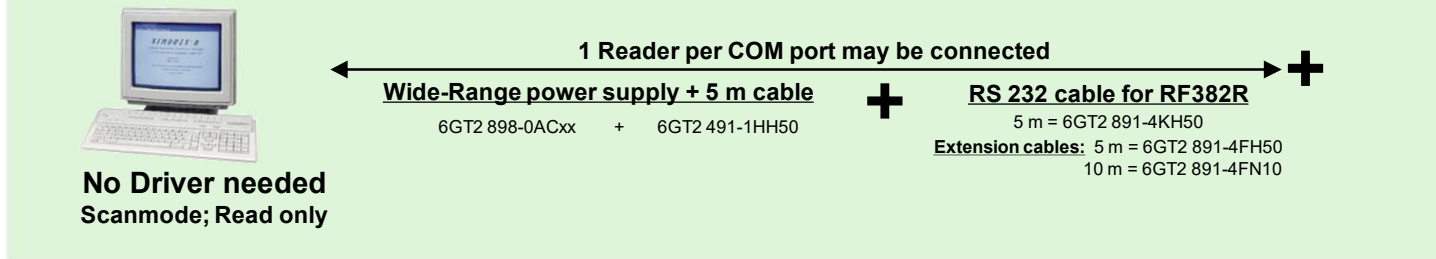 SIMODIS-B
1 Reader per COM port may be connected
+
Wide-Range power supply + 5 m cable
+
RS 232 cable for RF382R
6GT2 898-0ACxx + 6GT2 491-1HH50
5 m = 6GT2 891-4KH50
Extension cables: 5 m = 6GT2 891-4FH50
10 m = 6GT2 891-4FN10
No Driver needed
Scanmode; Read only